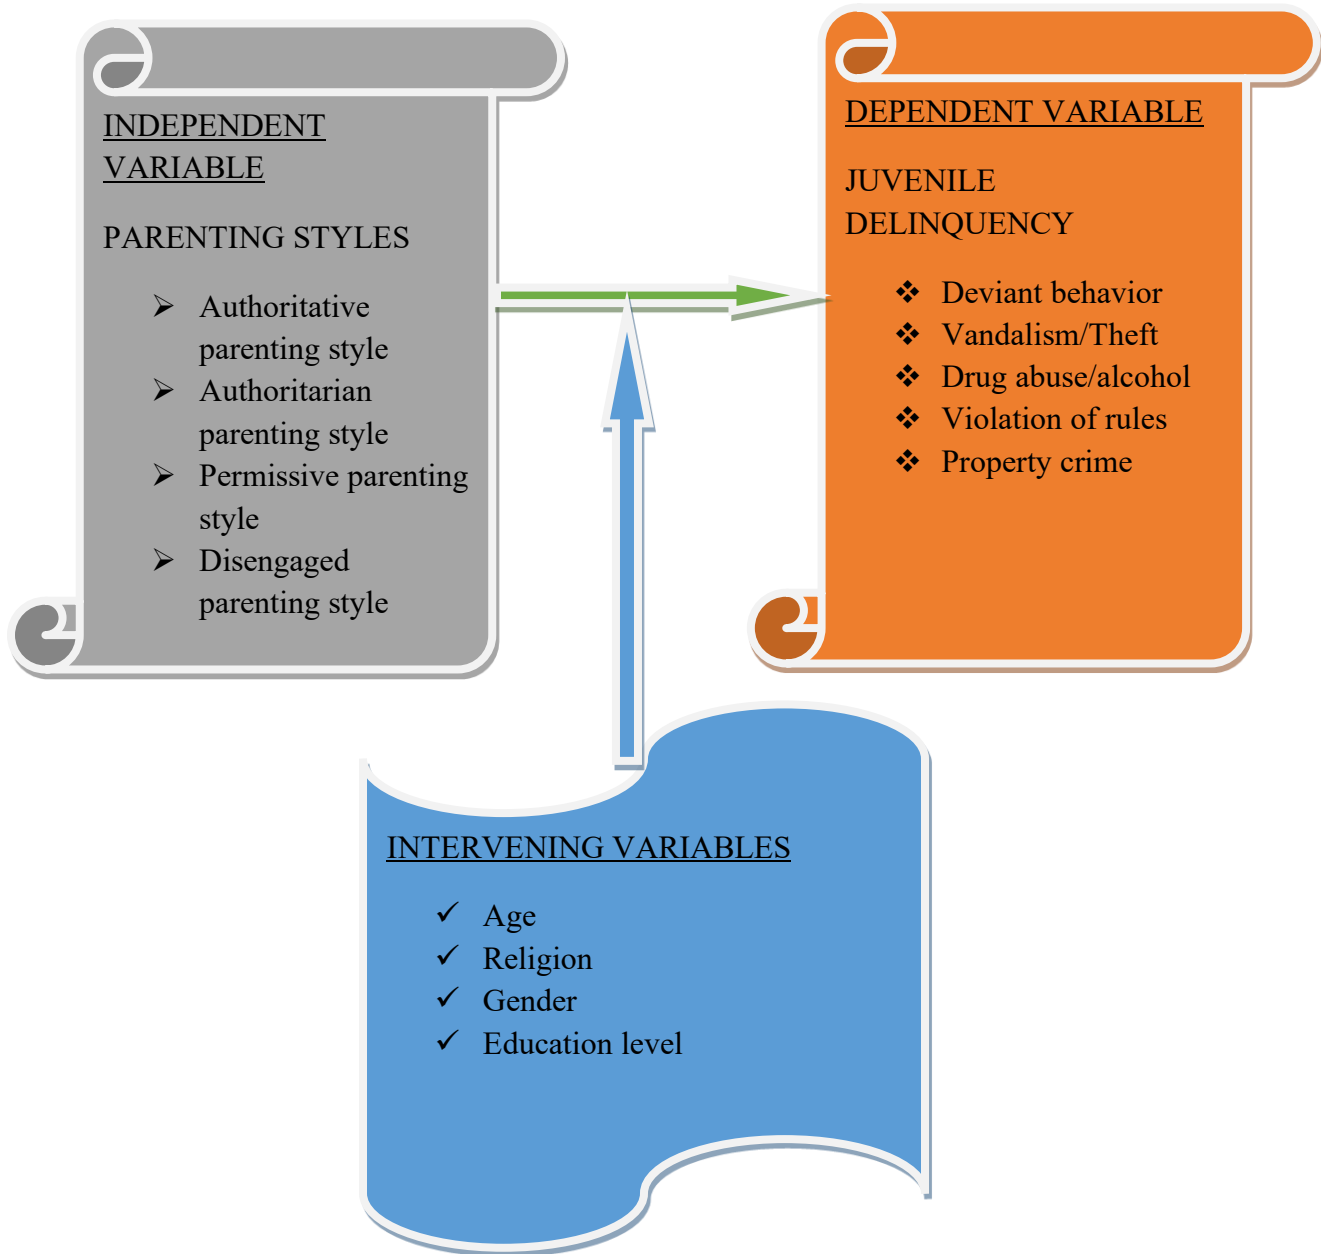 INDEPENDENT
VARIABLE
PARENTING STYLES
➢ Authoritative
parenting style
➢ Authoritarian
parenting style
➢ Permissive parenting
style
➢ Disengaged
parenting style
DEPENDENT VARIABLE
JUVENILE
DELINQUENCY
❖ Deviant behavior
❖ Vandalism/Theft
❖ Drug abuse/alcohol
❖ Violation of rules
❖ Property crime
INTERVENING VARIABLES
✓ Age
✓ Religion
✓ Gender
✓ Education level